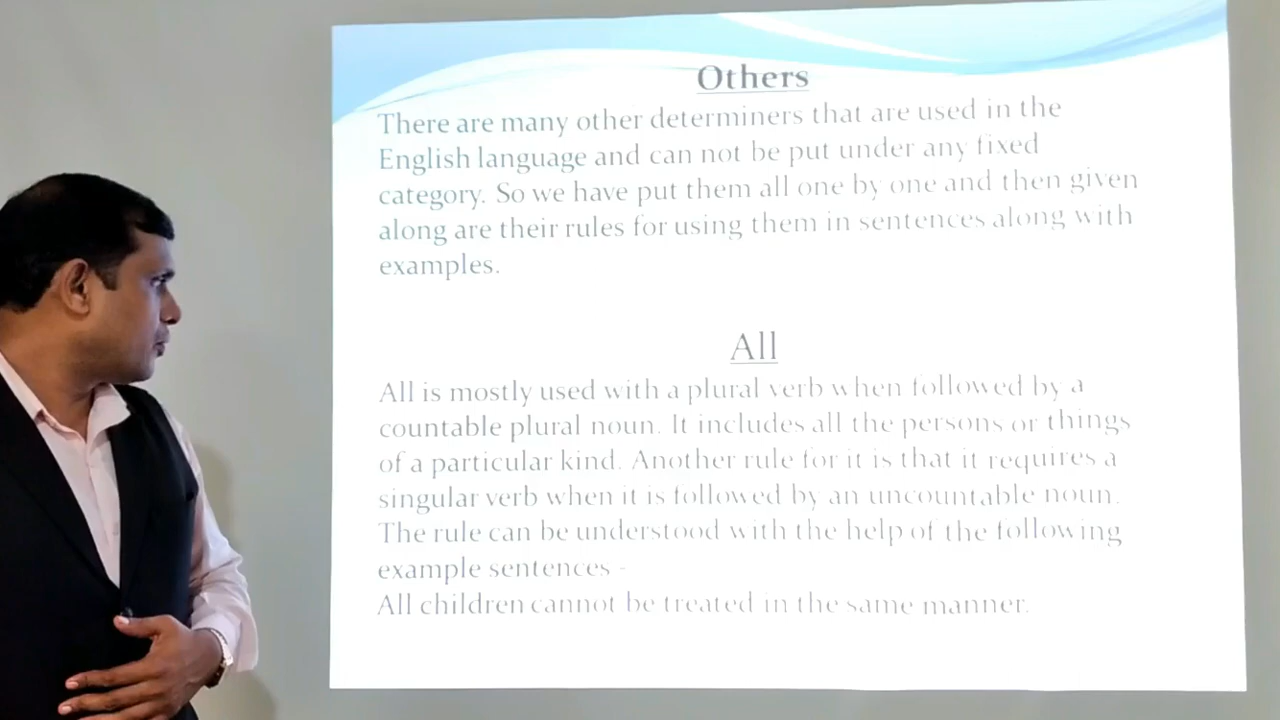 Others
There are many other determiners that are used in the
English language and can not be put under any fixed
category. So we have put them all one by one and then given
along are their rules for using them in sentences along with
examples.
All
All is mostly used with a plural verb when followed by a
countable plural noun. It includes all the persons or things
of a particular kind. Another rule for it is that it requires a
singular verb when it is followed by an uncountable noun.
The rule can be understood with the help of the following
example sentences -
All children cannot be treated in the same manner.